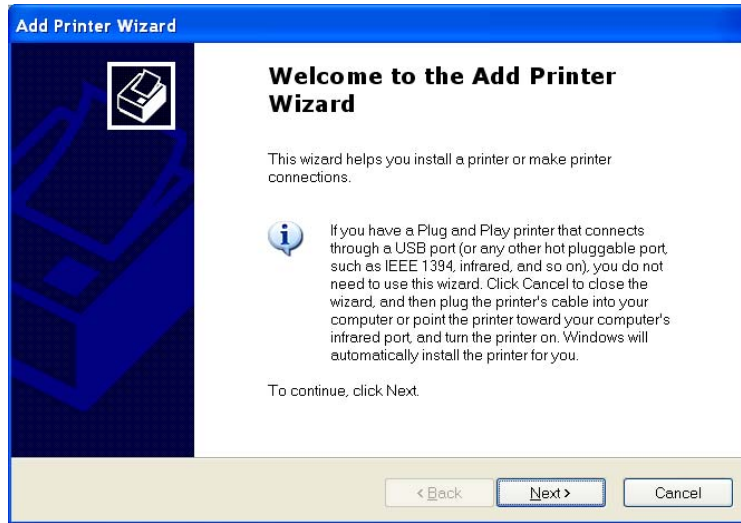 Add Printer Wizard
Welcome to the Add Printer
Wizard
This wizard helps you install a printer or make printer
connections.
If you have a Plug and Play printer that connects
through a USB port (or any other hot pluggable port,
such as IEEE 1394, infrared, and so on), you do not
need to use this wizard. Click Cancel to close the
wizard, and then plug the printer's cable into your
computer or point the printer toward your computer's
infrared port, and turn the printer on. Windows will
automatically install the printer for you.
To continue, click Next.
< Back Next > Cancel